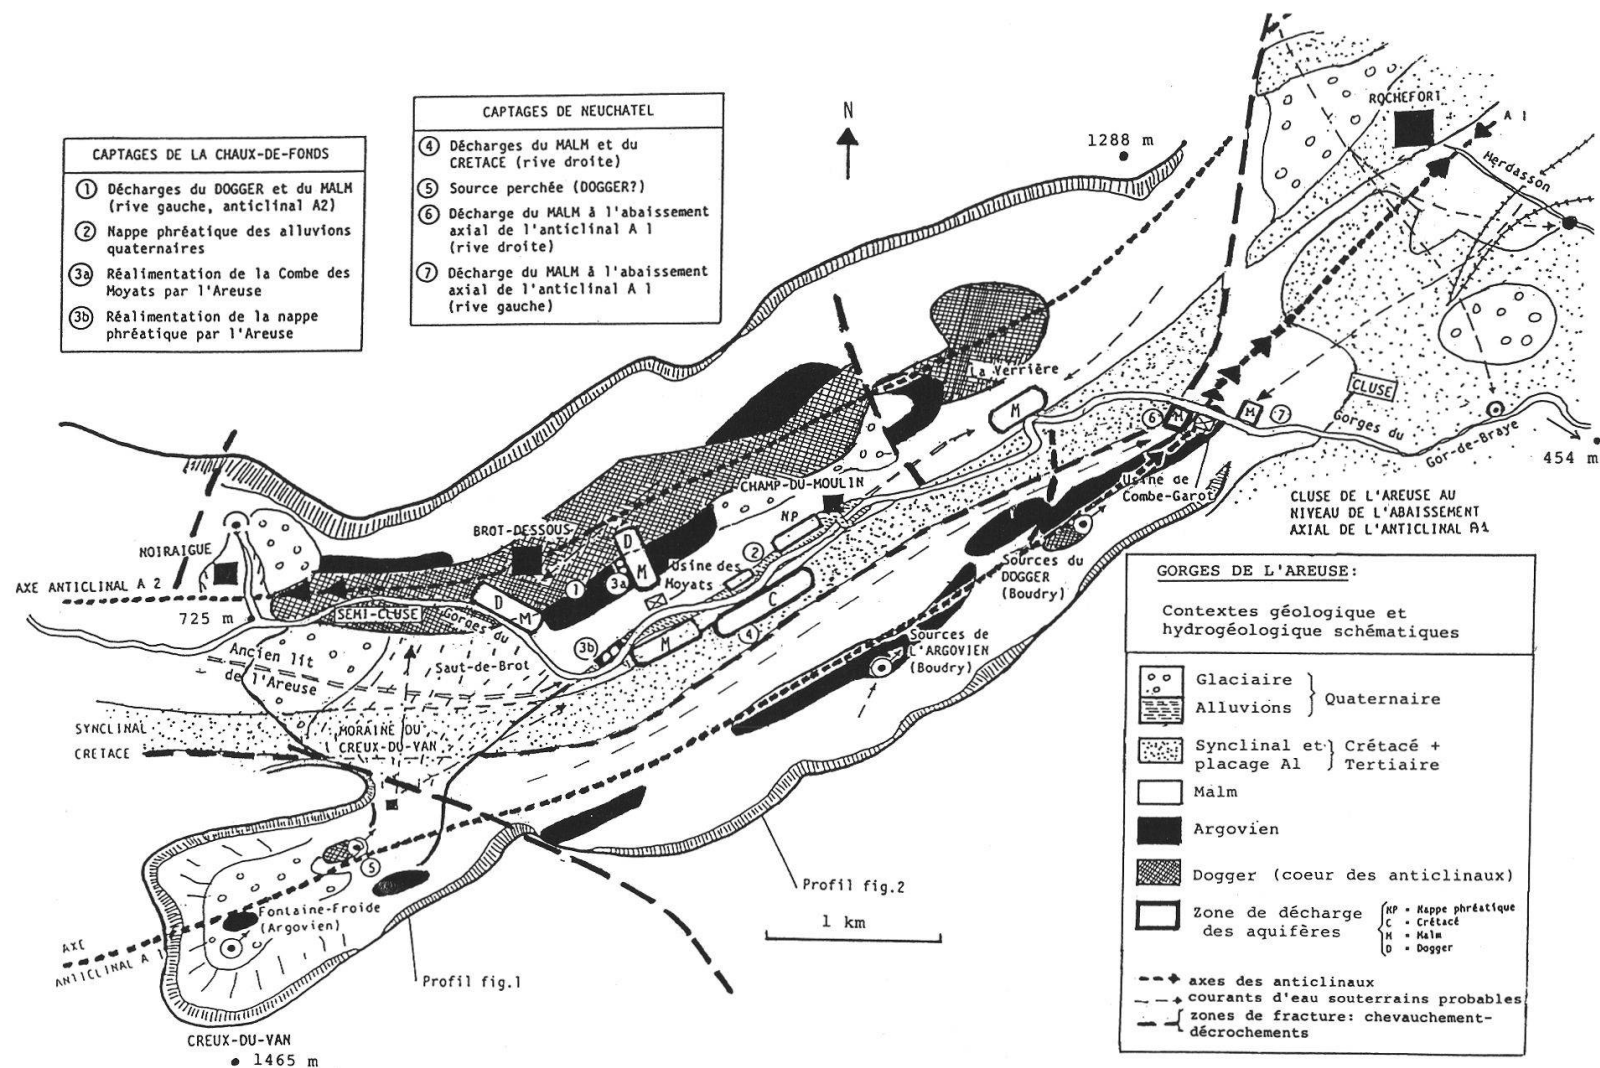 CAPTAGES DE LA CHAUX-DE-FONDS
1 Décharges du DOGGER et du MALM
(rive gauche, anticlinal A2)
2 Nappe phréatique des alluvions
quaternaires
3a Réalimentation de la Combe des
Moyats par l'Areuse
3b Réalimentation de la nappe
phréatique par l'Areuse
CAPTAGES DE NEUCHATEL
4 Décharges du MALM et du
CRETACE (rive droite)
5 Source perchée (DOGGER?)
6 Décharge du MALM à l'abaissement
axial de l'anticlinal A 1
(rive droite)
7 Décharge du MALM à l'abaissement
axial de l'anticlinal A 1
(rive gauche)
N
1288 m
ROCHEFORT
A 1
Merdasson
La Verrière
M
CLUSE
6
M
M
7
Gorges du
Gor-de-Braye
454 m
Usine de
Combe-Garot
CLUSE DE L'AREUSE AU
NIVEAU DE L'ABAISSEMENT
AXIAL DE L'ANTICLINAL A1
CHAMP-DU-MOULIN
NP
2
BROT-DESSOUS
D
M
1
3a
Usine des
Moyats
NOIRAIGUE
AXE ANTICLINAL A 2
725 m
SEMI-CLUSE
D
M
Gorges du
Saut-de-Brot
3b
M
C
4
Sources du
DOGGER
(Boudry)
Sources de
L'ARGOVIEN
(Boudry)
Ancien lit
de l'Areuse
SYNCLINAL
CRETACE
MORAINE DU
CREUX-DU-VAN
5
Fontaine-Froide
(Argovien)
AXE
ANTICLINAL A 1
CREUX-DU-VAN
1465 m
Profil fig.1
Profil fig.2
1 km
GORGES DE L'AREUSE:
Contextes géologique et
hydrogéologique schématiques
Glaciaire
Alluvions
Quaternaire
Synclinal et
placage A1
Crétacé +
Tertiaire
Malm
Argovien
Dogger (coeur des anticlinaux)
Zone de décharge
des aquifères
NP = Nappe phréatique
C = Crétacé
M = Malm
D = Dogger
axes des anticlinaux
courants d'eau souterrains probables
zones de fracture: chevauchement-
décrochements